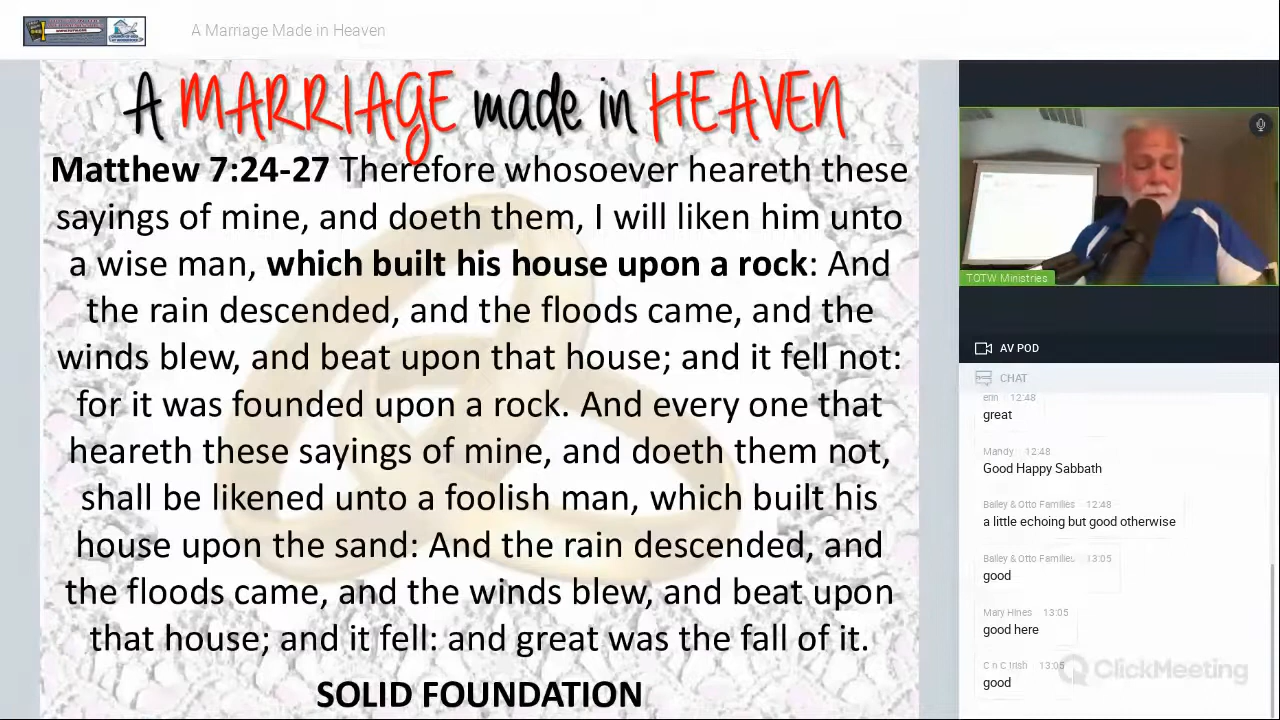 A Marriage Made in Heaven
A MARRIAGE made in HEAVEN
Matthew 7:24-27 Therefore whosoever heareth these
sayings of mine, and doeth them, I will liken him unto
a wise man, which built his house upon a rock: And
the rain descended, and the floods came, and the
winds blew, and beat upon that house; and it fell not:
for it was founded upon a rock. And every one that
heareth these sayings of mine, and doeth them not,
shall be likened unto a foolish man, which built his
house upon the sand: And the rain descended, and
the floods came, and the winds blew, and beat upon
that house; and it fell: and great was the fall of it.
SOLID FOUNDATION
TOTW Ministries
AV POD
CHAT
erin 12:48
great
Mandy 12:48
Good Happy Sabbath
Bailey & Otto Families 12:48
a little echoing but good otherwise
Bailey & Otto Families 13:05
good
Mary Hines 13:05
good here
C n C Irish 13:05
good
ClickMeeting